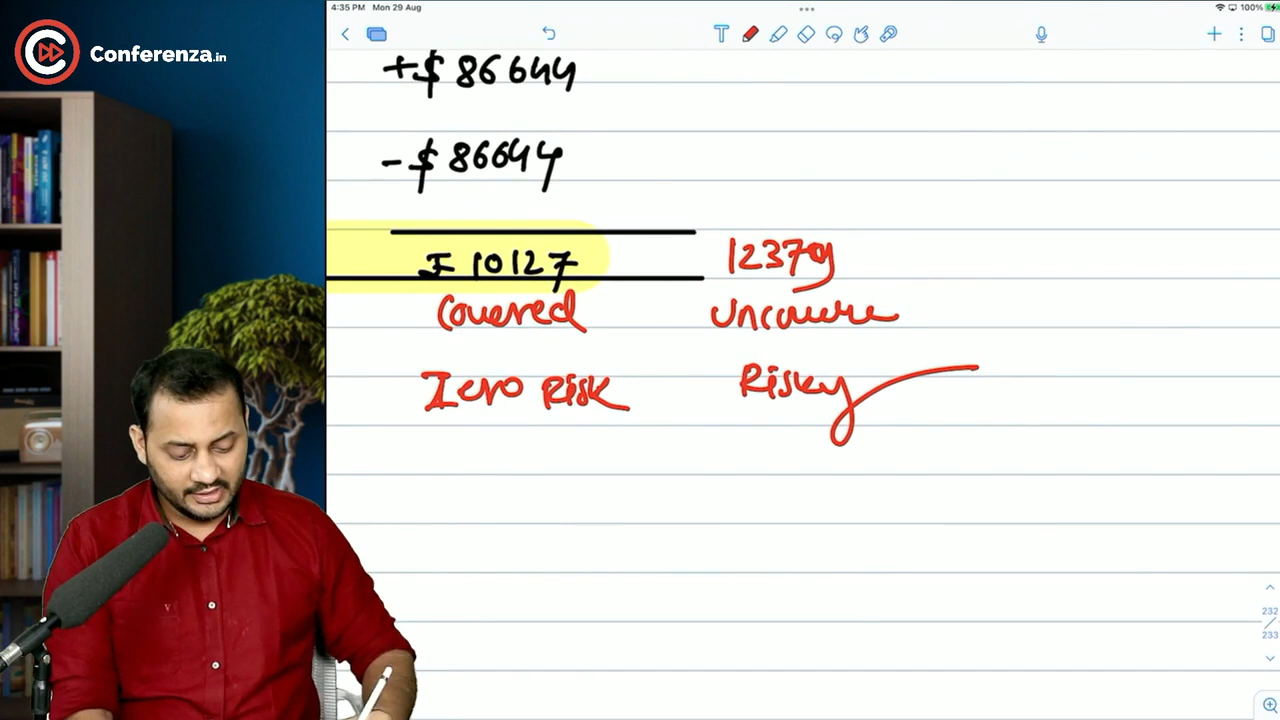 4:35 PM Mon 29 Aug
100%
Conferenza.in
T
+$ 86644
-$ 86644
₹ 10127 12379
Covered Uncovere
Zero Risk Risky
232
233